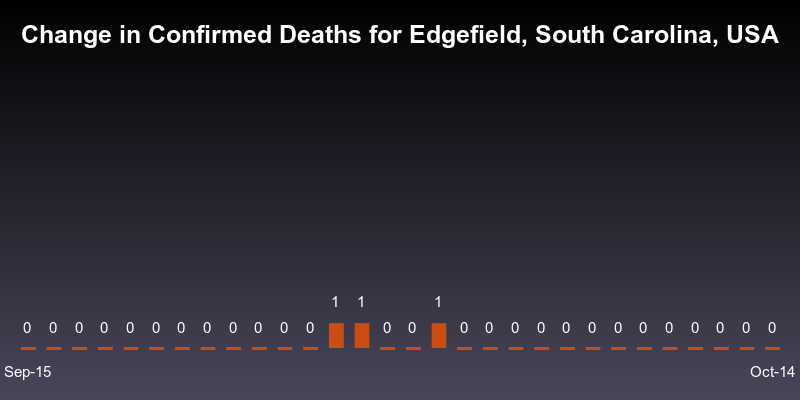 Change in Confirmed Deaths for Edgefield, South Carolina, USA
1 1 1
0 0 0 0 0 0 0 0 0 0 0 0 0 0 0 0 0 0 0 0 0 0 0 0 0 0 0
Sep-15 Oct-14